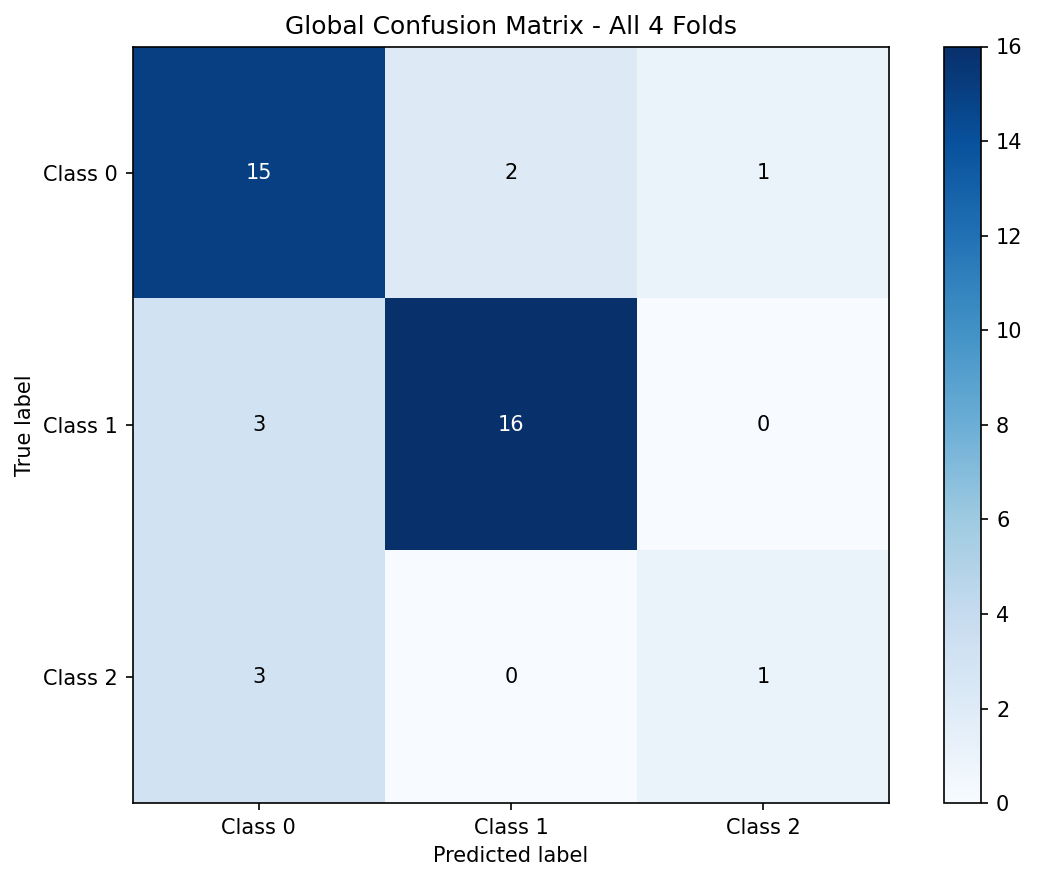 Global Confusion Matrix - All 4 Folds
16
14
12
10
8
6
4
2
0
True label
Class 0
15 2 1
Class 1
3 16 0
Class 2
3 0 1
Class 0 Class 1 Class 2
Predicted label